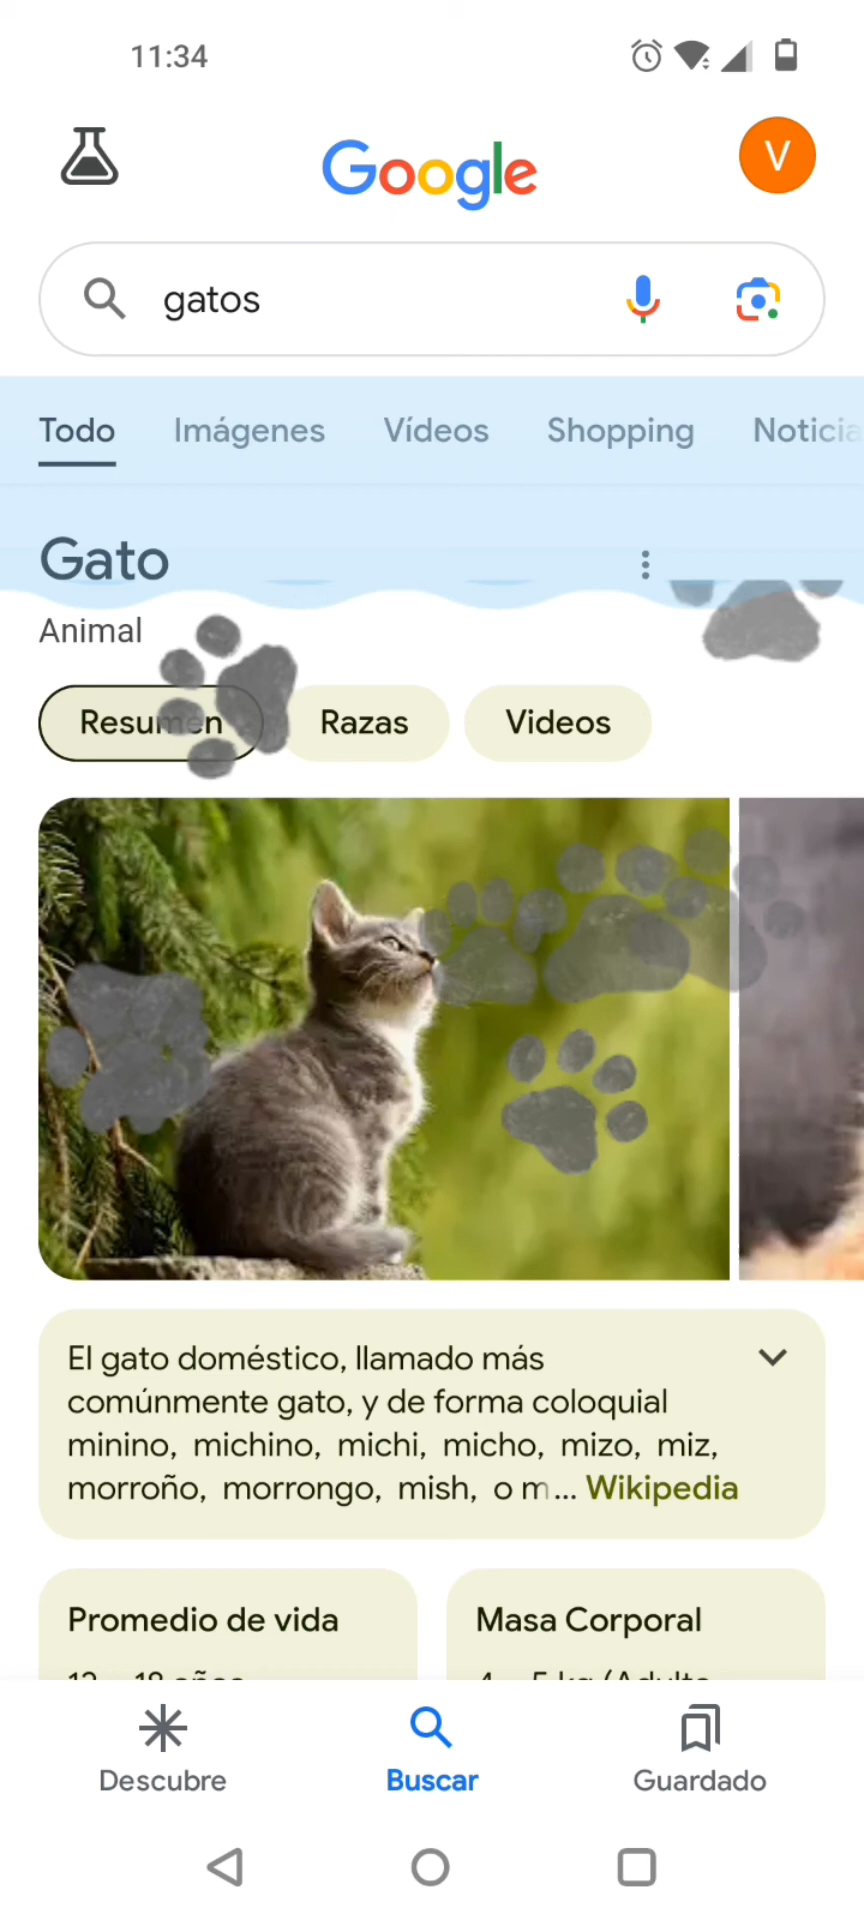 11:34
Google
V
gatos
Todo Imágenes Vídeos Shopping Noticia
Gato
Animal
Resumen Razas Videos
El gato doméstico, llamado más
comúnmente gato, y de forma coloquial
minino, michino, michi, micho, mizo, miz,
morroño, morrongo, mish, o m... Wikipedia
Promedio de vida
Masa Corporal
Descubre Buscar Guardado